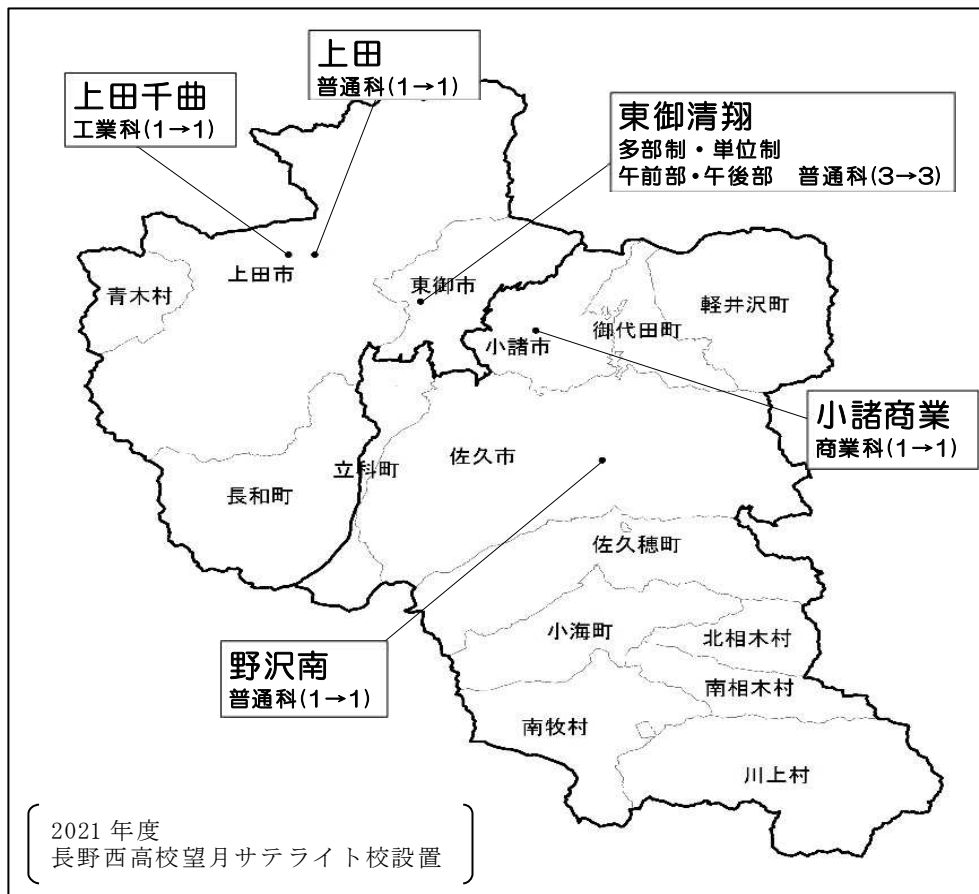 上田
普通科(1→1)
上田千曲
工業科(1→1)
東御清翔
多部制・単位制
午前部・午後部 普通科(3→3)
上田市
東御市
青木村
軽井沢町
御代田町
小諸市
小諸商業
商業科(1→1)
佐久市
立科町
長和町
佐久穂町
小海町
北相木村
野沢南
普通科(1→1)
南相木村
南牧村
川上村
2021 年度
長野西高校望月サテライト校設置